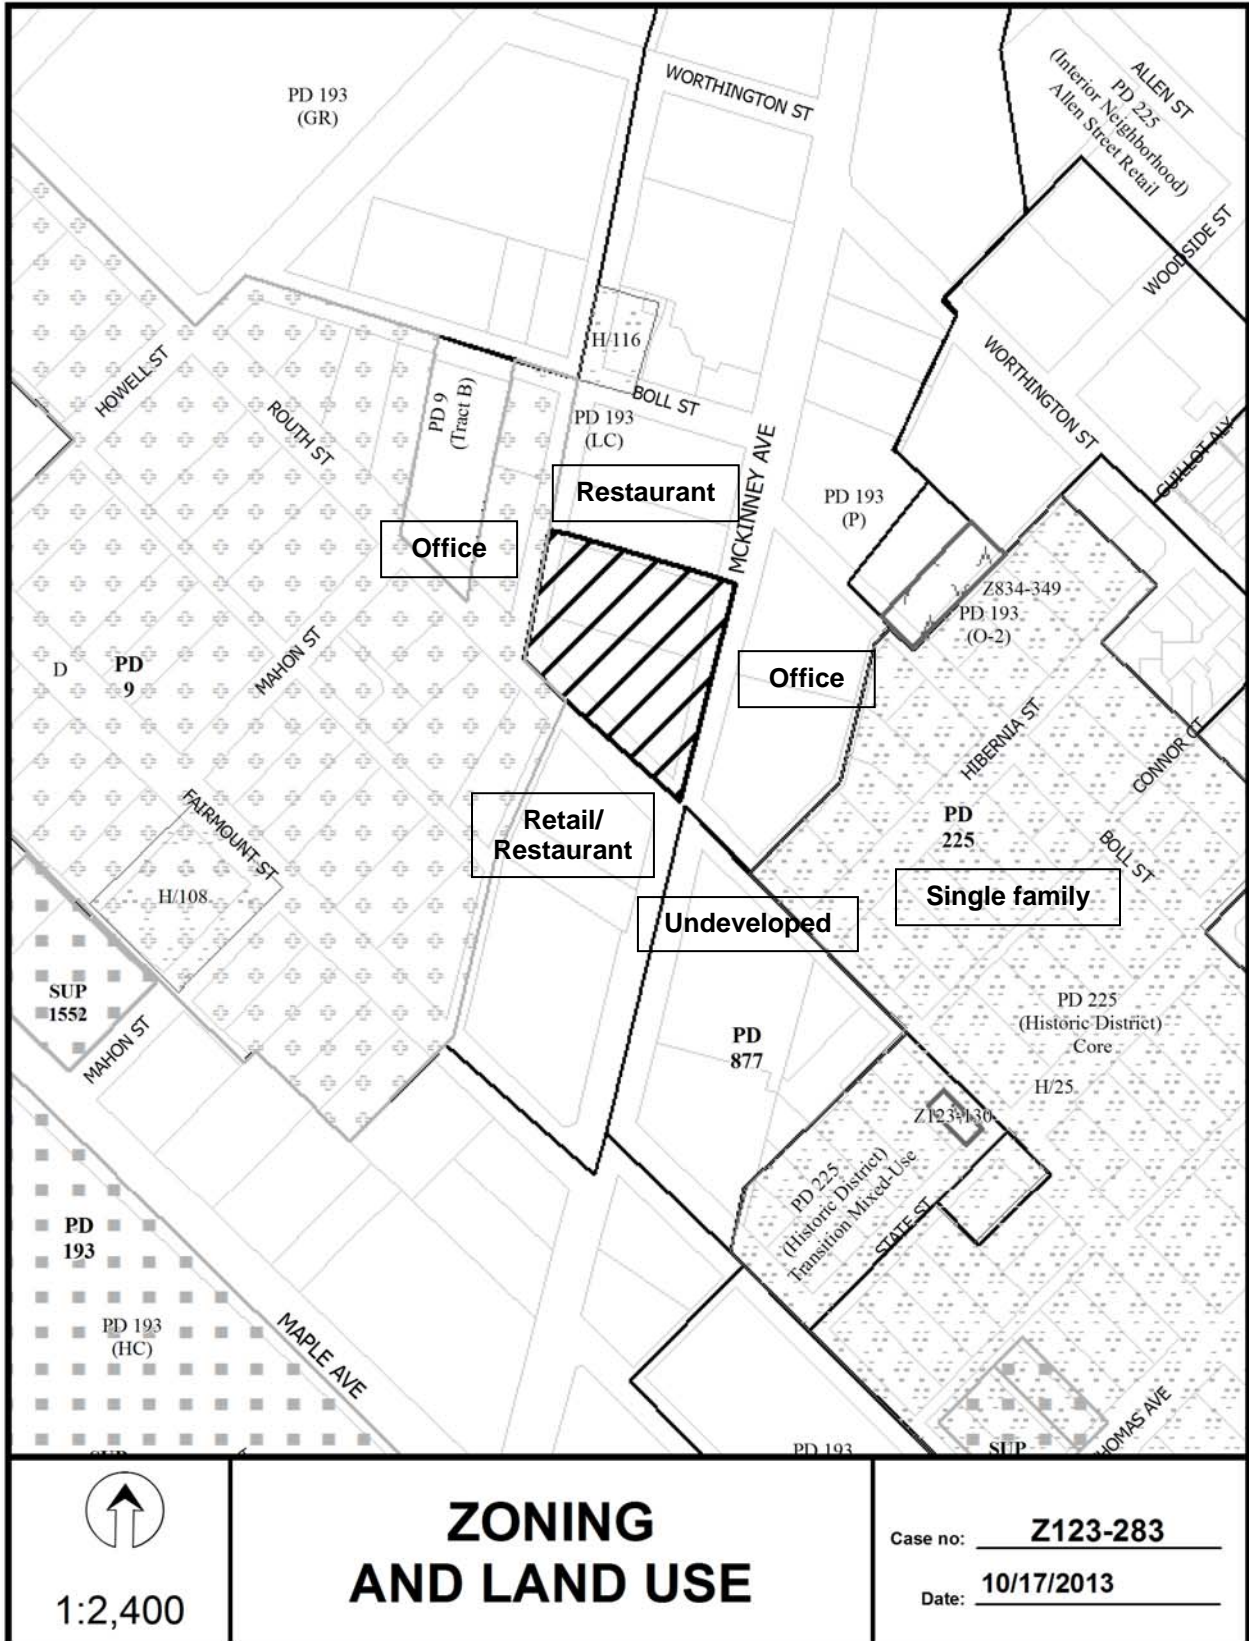 PD 193
(GR)
WORTHINGTON ST
ALLEN ST
PD 225
(Interior Neighborhood)
Allen Street Retail
WOODSIDE ST
HOWELL ST
ROUTH ST
PD 9
(Tract B)
H/116
BOLL ST
PD 193
(LC)
MCKINNEY AVE
WORTHINGTON ST
GUILLOT ALY
Restaurant
PD 193
(P)
Office
Z834-349
PD 193
(O-2)
D
PD
9
MAHON ST
Office
HIBERNIA ST
CONNOR CT
FAIRMOUNT ST
Retail/
Restaurant
PD
225
BOLL ST
H/108
Single family
Undeveloped
SUP
1552
MAHON ST
PD 225
(Historic District)
Core
PD
877
H/25
Z123-130
PD 225
(Historic District)
Transition Mixed-Use
STATE ST
PD
193
PD 193
(HC)
MAPLE AVE
HOMAS AVE
SUP
PD 193
SUP
1:2,400
ZONING
AND LAND USE
Case no: Z123-283
Date: 10/17/2013